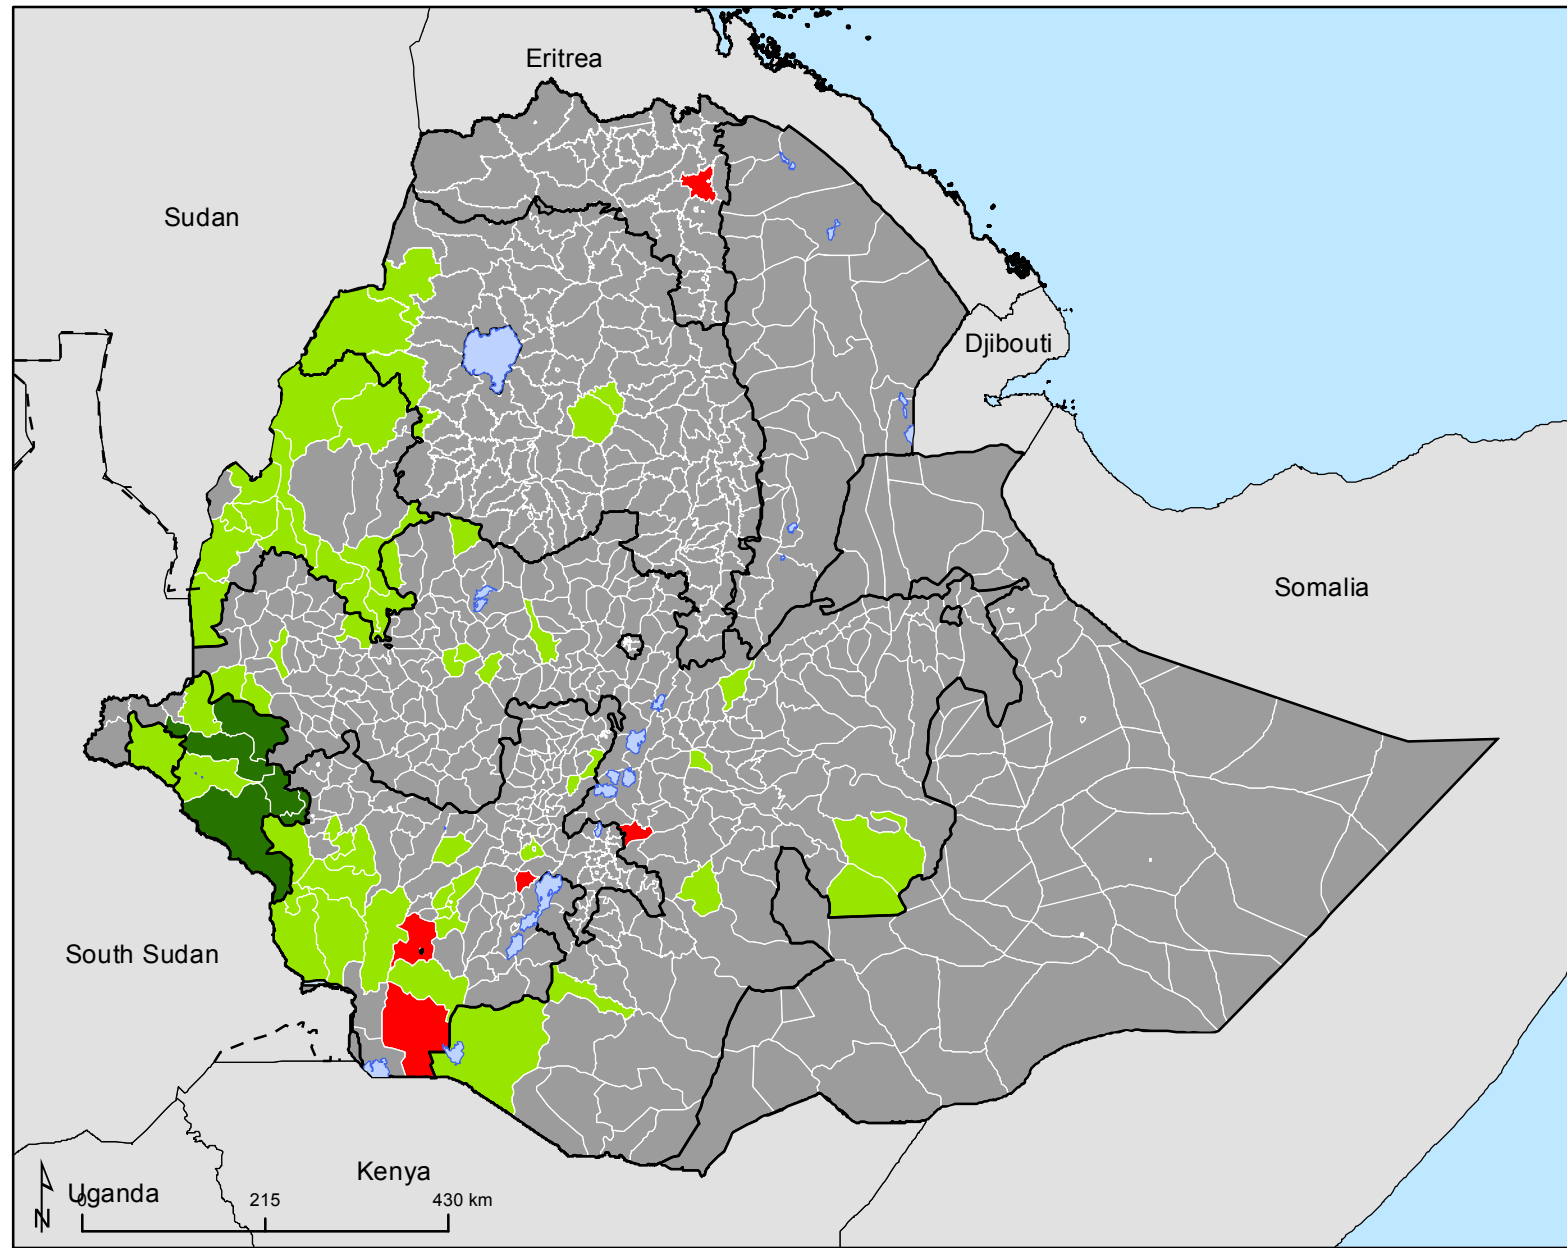 Eritrea
Sudan
Djibouti
Somalia
South Sudan
Kenya
Uganda
0 215 430 km
N